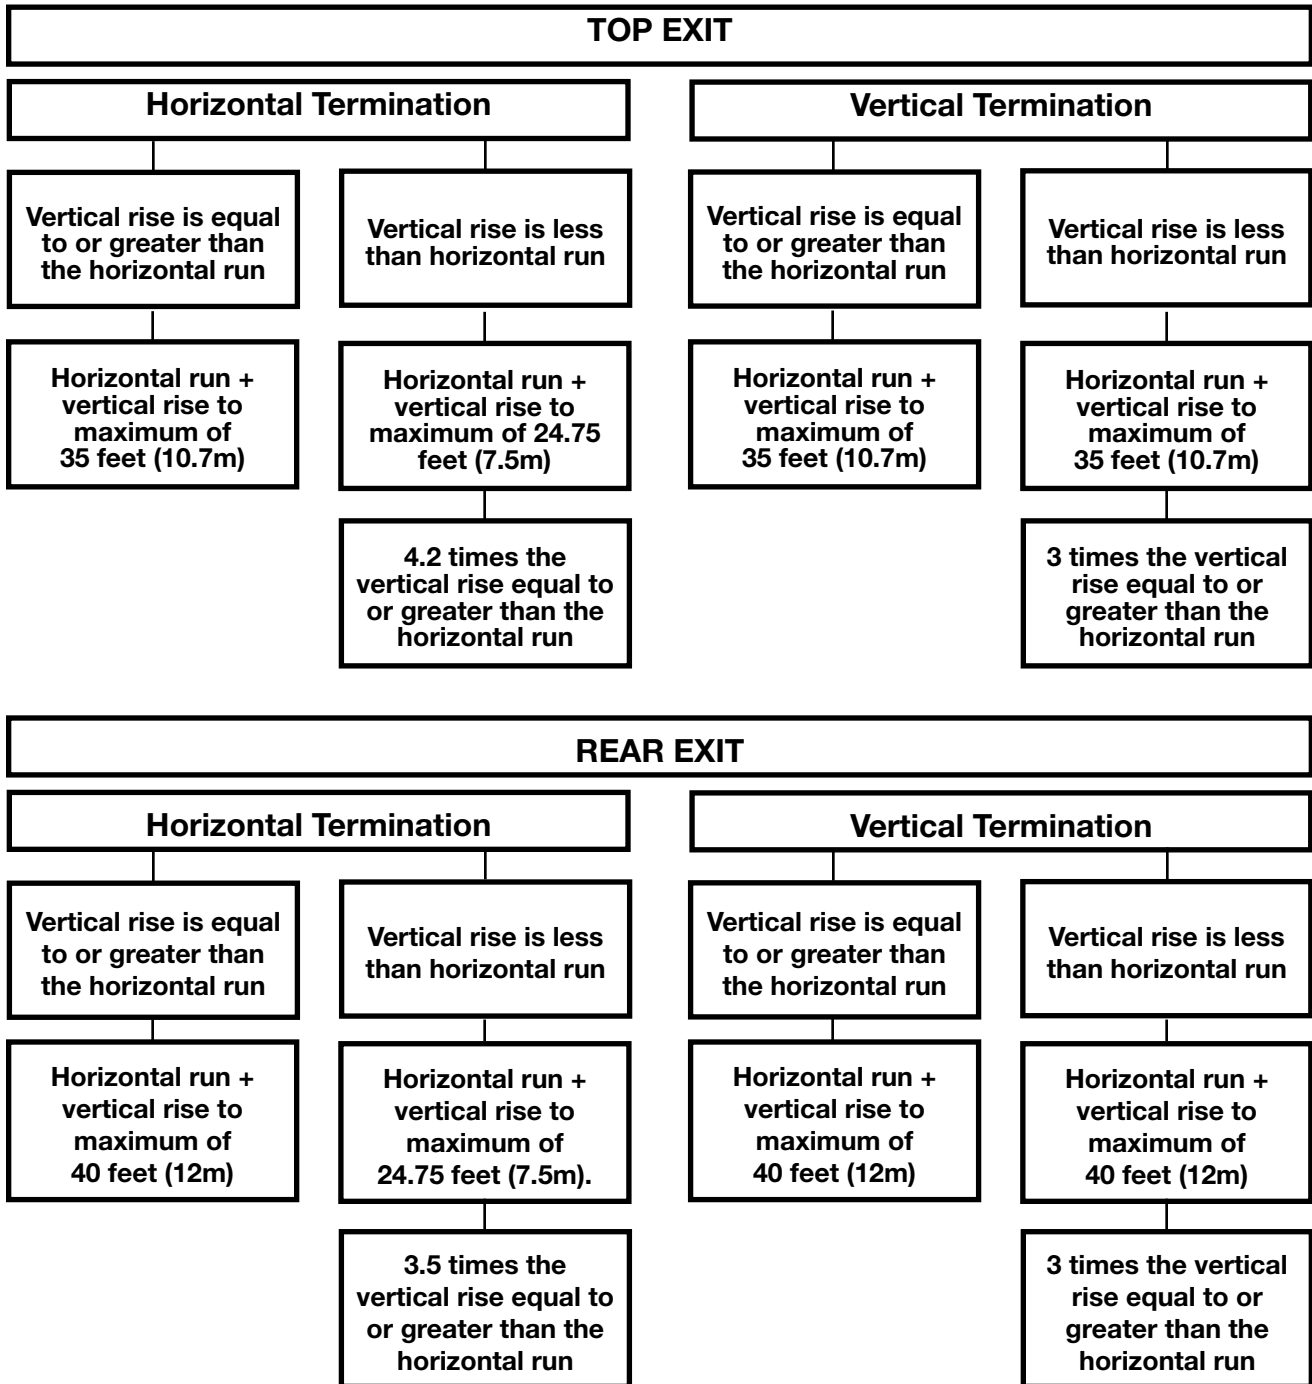 TOP EXIT
Horizontal Termination
Vertical rise is equal
to or greater than
the horizontal run
Horizontal run +
vertical rise to
maximum of
35 feet (10.7m)
Vertical rise is less
than horizontal run
Horizontal run +
vertical rise to
maximum of 24.75
feet (7.5m)
4.2 times the
vertical rise equal to
or greater than the
horizontal run
Vertical Termination
Vertical rise is equal
to or greater than
the horizontal run
Horizontal run +
vertical rise to
maximum of
35 feet (10.7m)
Vertical rise is less
than horizontal run
Horizontal run +
vertical rise to
maximum of
35 feet (10.7m)
3 times the vertical
rise equal to or
greater than the
horizontal run
REAR EXIT
Horizontal Termination
Vertical rise is equal
to or greater than
the horizontal run
Horizontal run +
vertical rise to
maximum of
40 feet (12m)
Vertical rise is less
than horizontal run
Horizontal run +
vertical rise to
maximum of
24.75 feet (7.5m).
3.5 times the
vertical rise equal to
or greater than the
horizontal run
Vertical Termination
Vertical rise is equal
to or greater than
the horizontal run
Horizontal run +
vertical rise to
maximum of
40 feet (12m)
Vertical rise is less
than horizontal run
Horizontal run +
vertical rise to
maximum of
40 feet (12m)
3 times the vertical
rise equal to or
greater than the
horizontal run